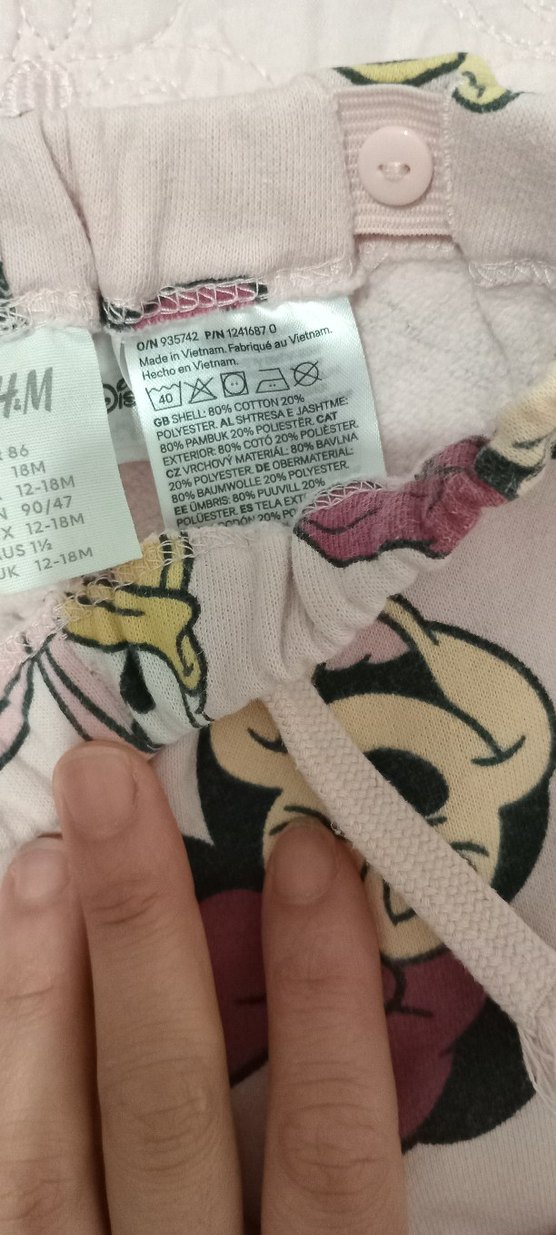 H&M
86
18M
12-18M
90/47
12-18M
1½
UK 12-18M
O/N 935742 P/N 1241687 0
Made in Vietnam. Fabriqué au Vietnam.
Hecho en Vietnam.
40
GB SHELL: 80% COTTON 20%
POLYESTER. AL SHTRESA E JASHTME:
80% PAMBUK 20% POLIESTËR. CAT
EXTERIOR: 80% COTÓ 20% POLIÈSTER.
CZ VRCHOVÝ MATERIÁL: 80% BAVLNA
20% POLYESTER. DE OBERMATERIAL:
80% BAUMWOLLE 20% POLYESTER.
EE ÜMBRIS: 80% PUUVILL 20%
POLÜESTER. ES TELA EXT
20% PO